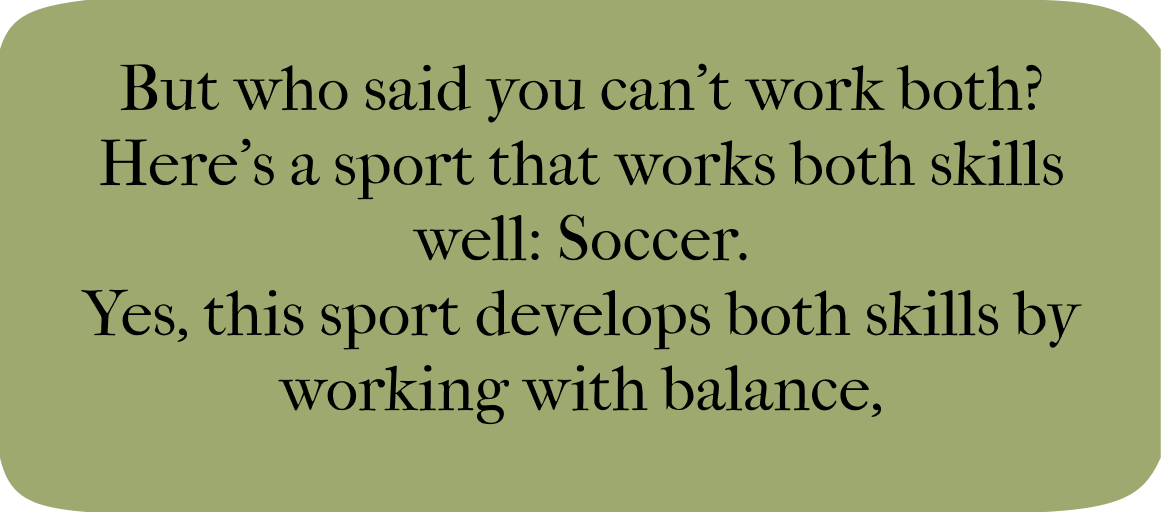 But who said you can’t work both?
Here’s a sport that works both skills
well: Soccer.
Yes, this sport develops both skills by
working with balance,